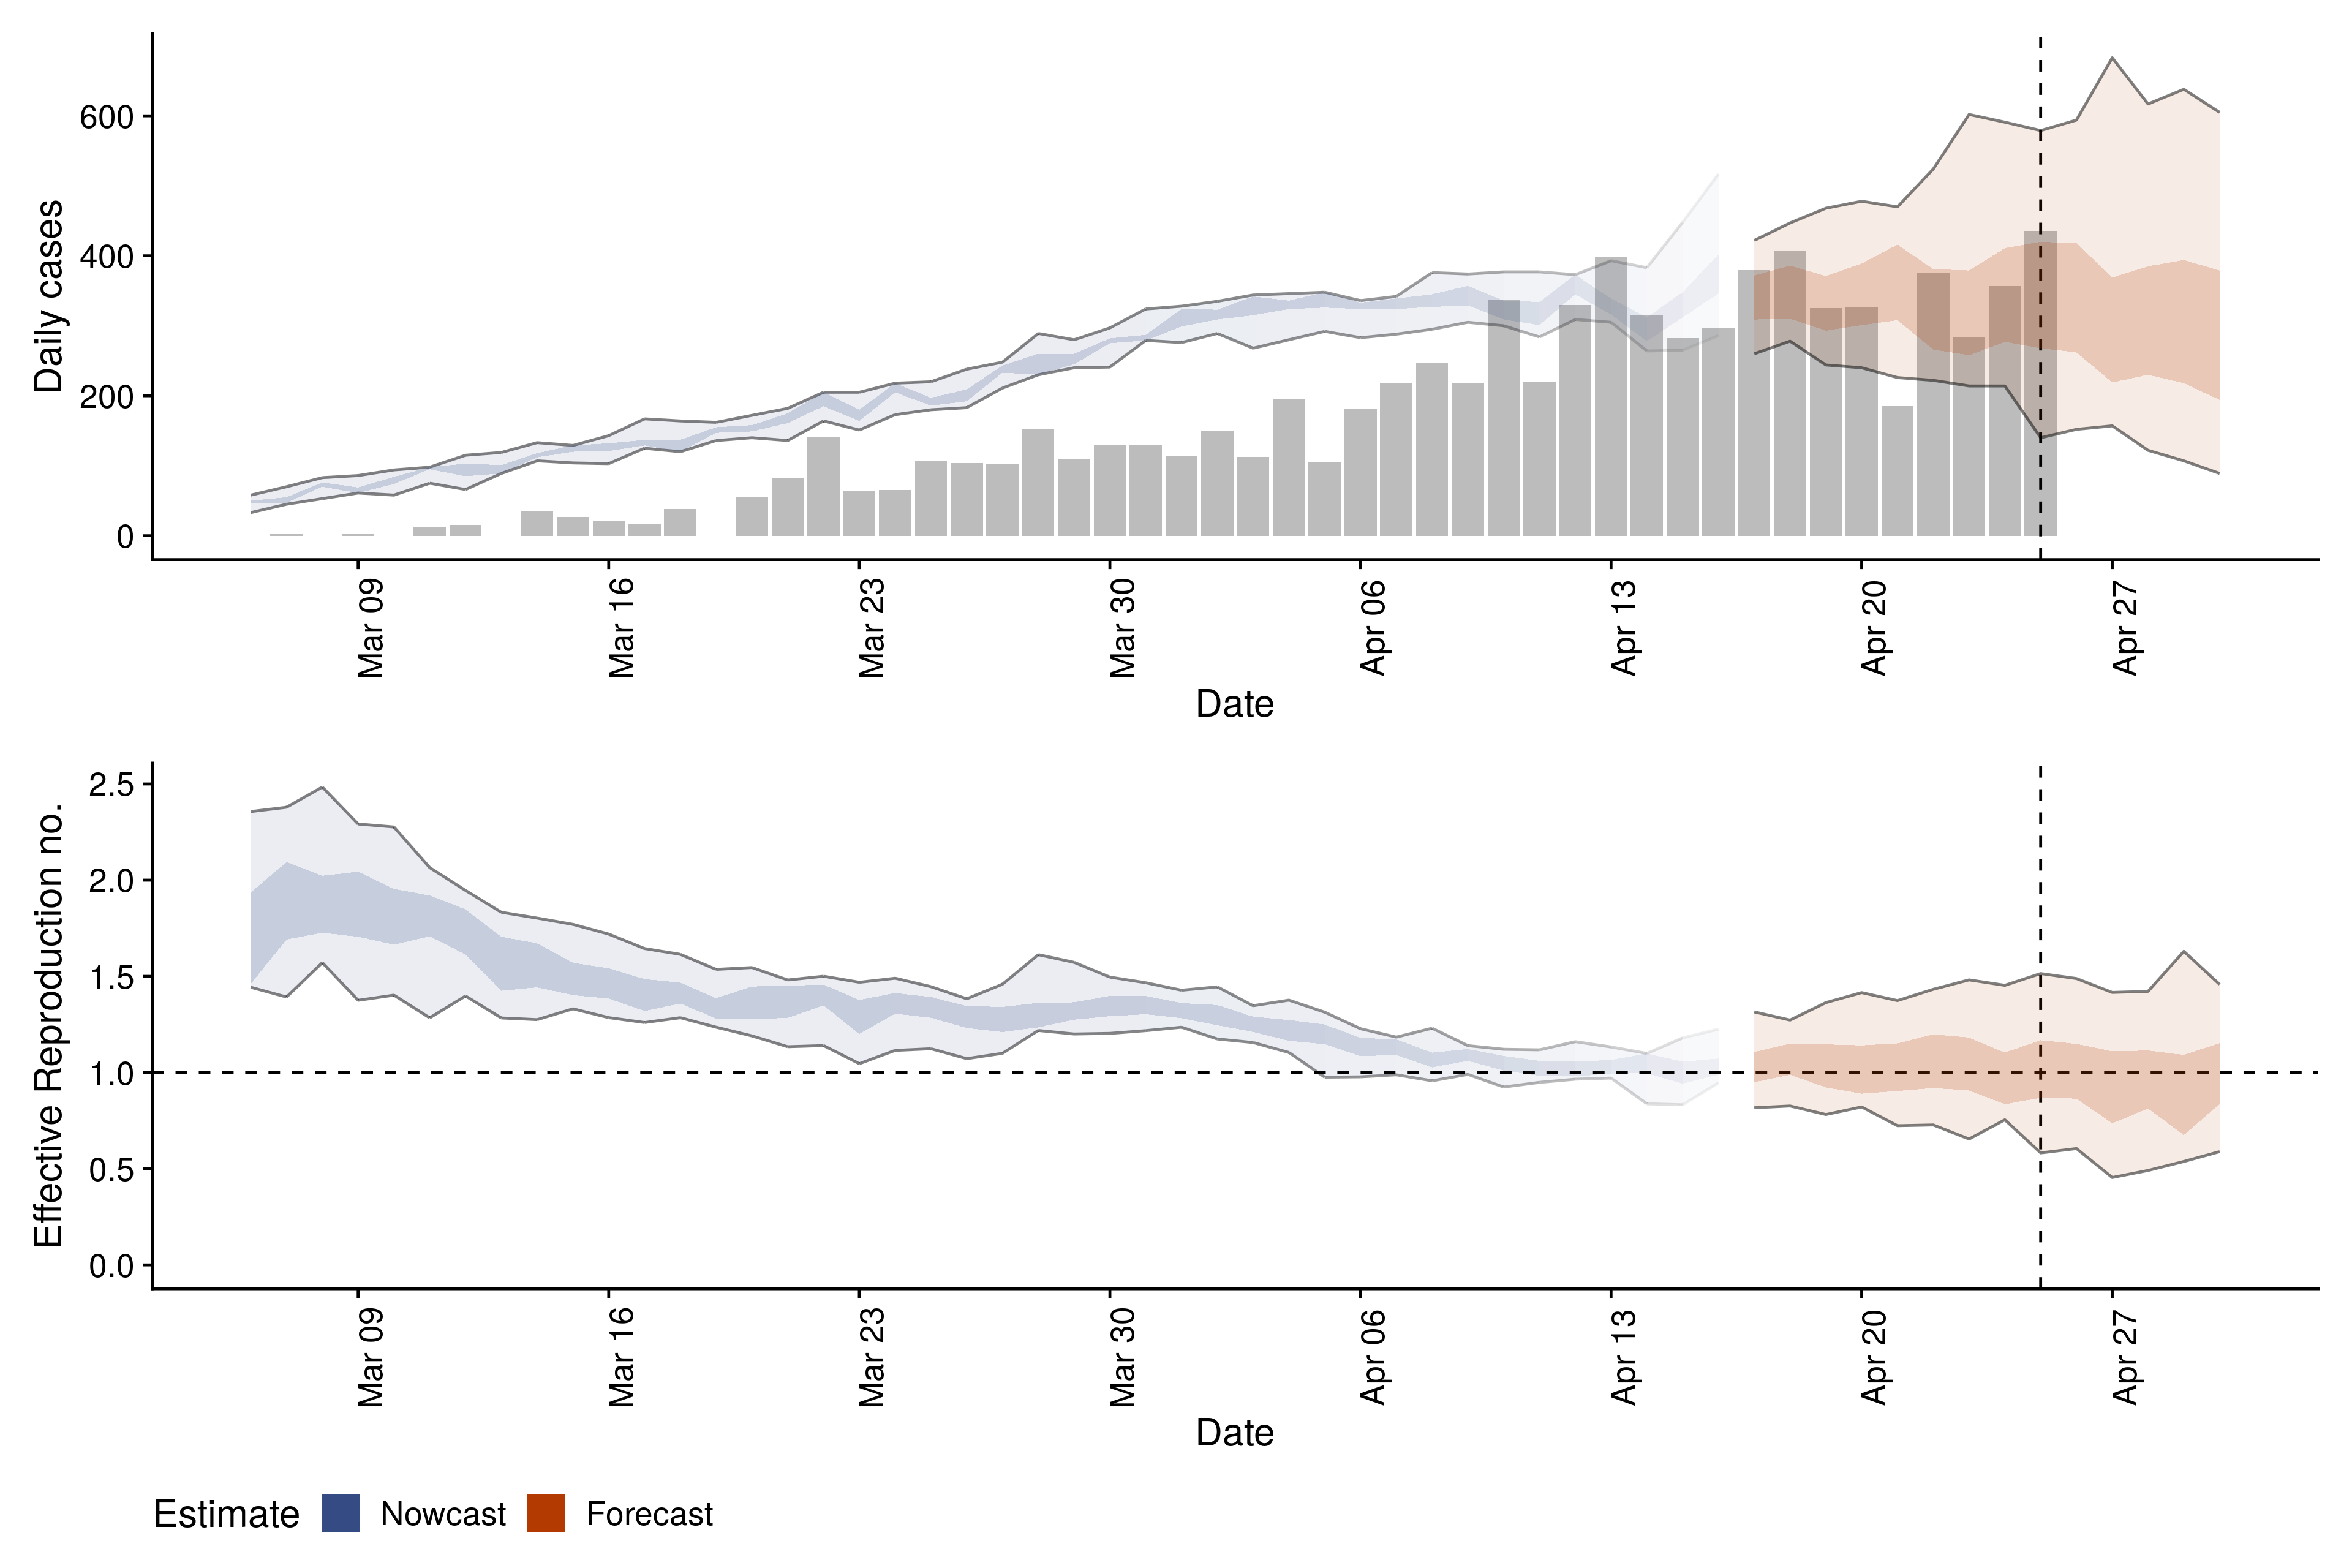 Daily cases
600
400
200
0
Mar 09 Mar 16 Mar 23 Mar 30 Apr 06 Apr 13 Apr 20 Apr 27
Date
Effective Reproduction no.
2.5
2.0
1.5
1.0
0.5
0.0
Mar 09 Mar 16 Mar 23 Mar 30 Apr 06 Apr 13 Apr 20 Apr 27
Date
Estimate Nowcast Forecast